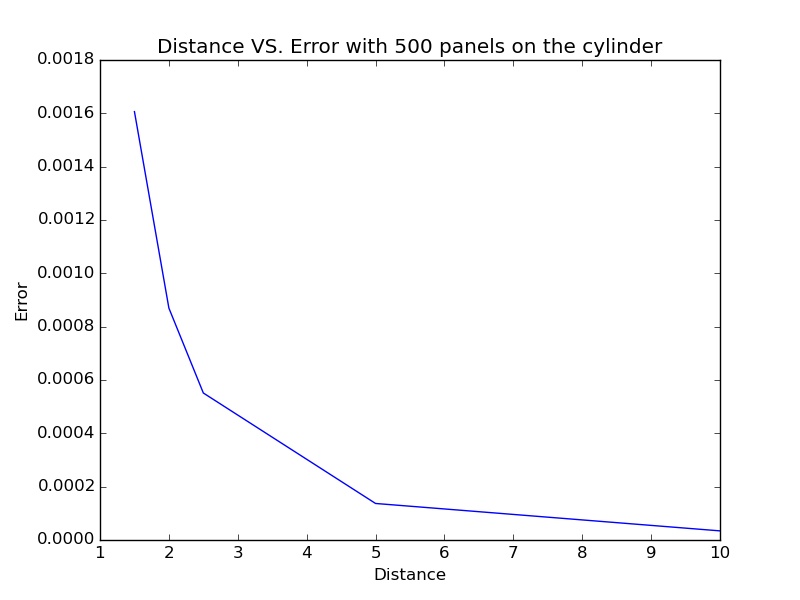 Distance VS. Error with 500 panels on the cylinder
0.0018
0.0016
0.0014
0.0012
0.0010
0.0008
0.0006
0.0004
0.0002
0.0000
Error
1 2 3 4 5 6 7 8 9 10
Distance